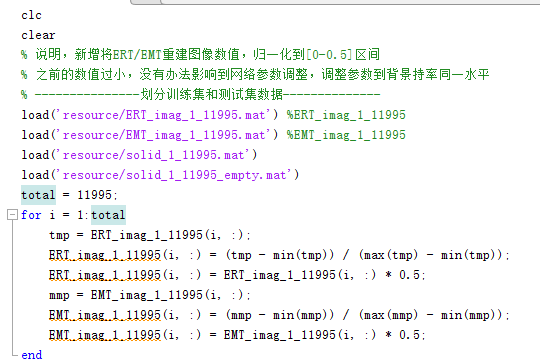 clc
clear
% 说明，新增将ERT/EMT重建图像数值，归一化到[0-0.5]区间
% 之前的数值过小，没有办法影响到网络参数调整，调整参数到背景持率同一水平
% ---------------划分训练集和测试集数据--------------
load('resource/ERT_imag_1_11995.mat') %ERT_imag_1_11995
load('resource/EMT_imag_1_11995.mat') %EMT_imag_1_11995
load('resource/solid_1_11995.mat')
load('resource/solid_1_11995_empty.mat')
total = 11995;
for i = 1:total
tmp = ERT_imag_1_11995(i, :);
ERT_imag_1_11995(i, :) = (tmp - min(tmp)) / (max(tmp) - min(tmp));
ERT_imag_1_11995(i, :) = ERT_imag_1_11995(i, :) * 0.5;
mmp = EMT_imag_1_11995(i, :);
EMT_imag_1_11995(i, :) = (mmp - min(mmp)) / (max(mmp) - min(mmp));
EMT_imag_1_11995(i, :) = EMT_imag_1_11995(i, :) * 0.5;
end